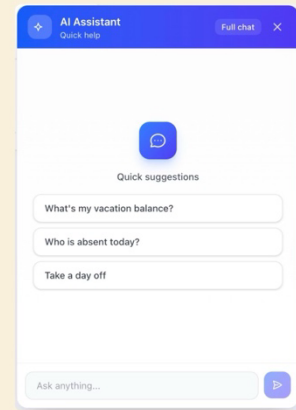 AI Assistant
Quick help
Full chat
Quick suggestions
What's my vacation balance?
Who is absent today?
Take a day off
Ask anything...